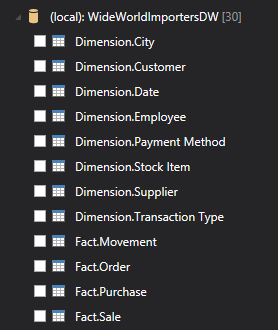 (local): WideWorldImportersDW [30]
Dimension.City
Dimension.Customer
Dimension.Date
Dimension.Employee
Dimension.Payment Method
Dimension.Stock Item
Dimension.Supplier
Dimension.Transaction Type
Fact.Movement
Fact.Order
Fact.Purchase
Fact.Sale